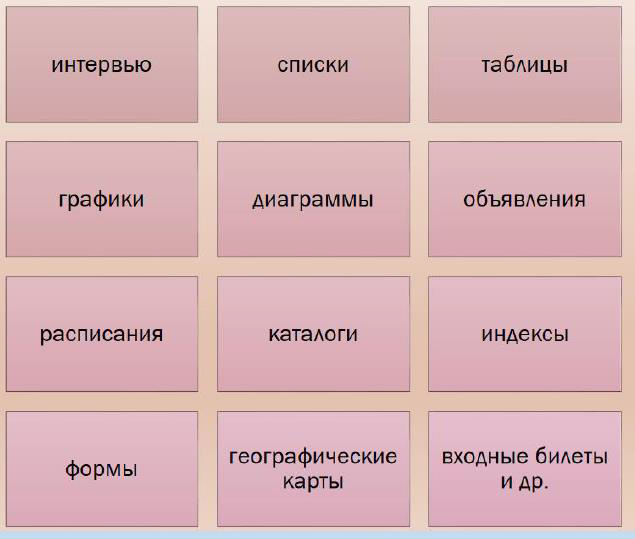 интервью
списки
таблицы
графики
диаграммы
объявления
расписания
каталоги
индексы
формы
географические
карты
входные билеты
и др.